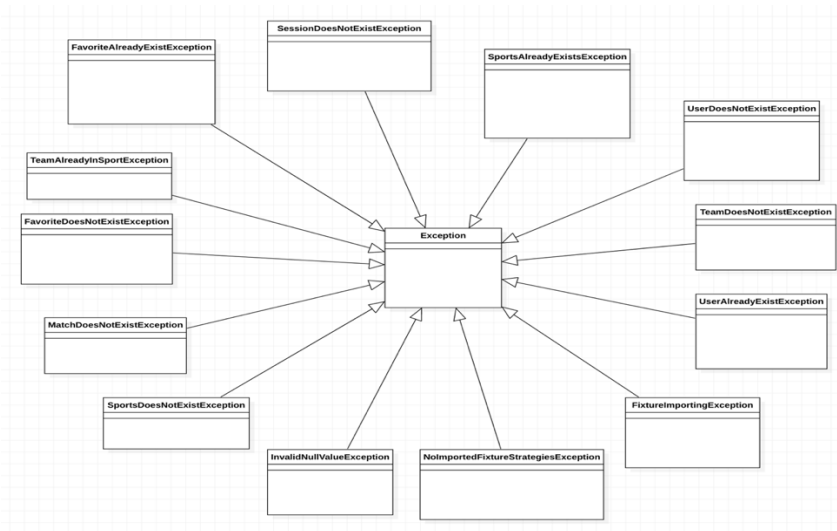 SessionDoesNotExistException
FavoriteAlreadyExistException
SportsAlreadyExistsException
UserDoesNotExistException
TeamAlreadyInSportException
TeamDoesNotExistException
FavoriteDoesNotExistException
Exception
UserAlreadyExistException
MatchDoesNotExistException
SportsDoesNotExistException
FixtureImportingException
InvalidNullValueException
NoImportedFixtureStrategiesException